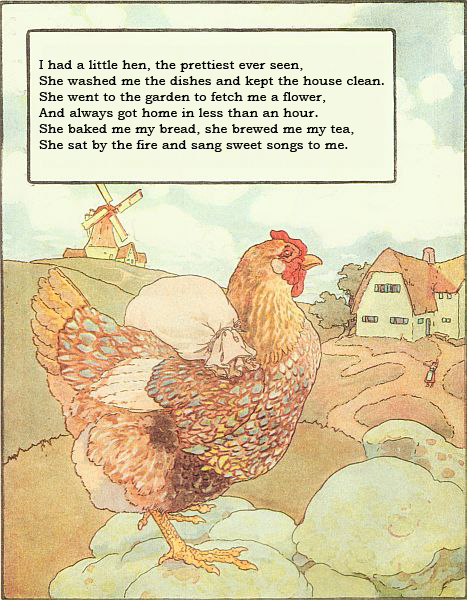 I had a little hen, the prettiest ever seen,
She washed me the dishes and kept the house clean.
She went to the garden to fetch me a flower,
And always got home in less than an hour.
She baked me my bread, she brewed me my tea,
She sat by the fire and sang sweet songs to me.